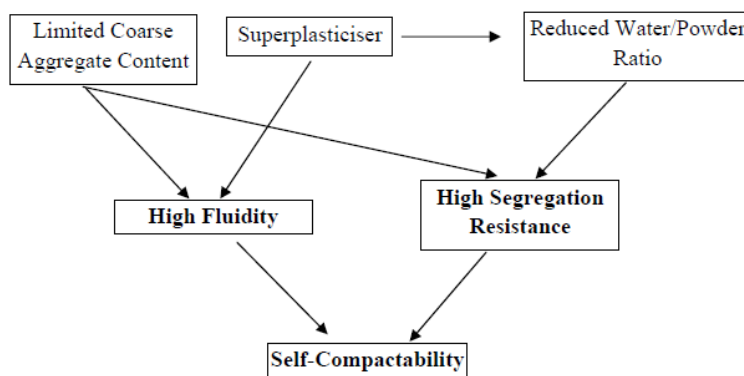 Limited Coarse
Aggregate Content
Superplasticiser
Reduced Water/Powder
Ratio
High Fluidity
High Segregation
Resistance
Self-Compactability